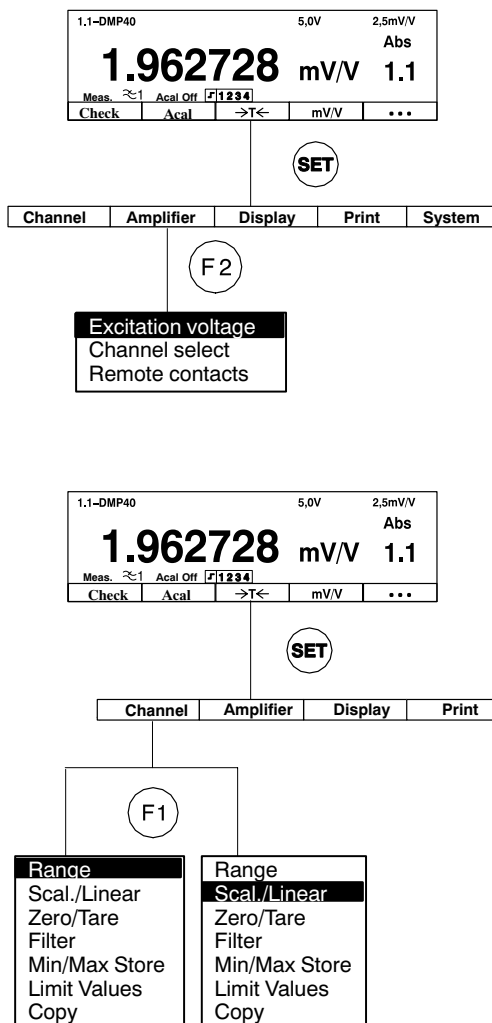 1.1–DMP40 5,0V 2,5mV/V
Abs
1.962728 mV/V 1.1
Meas. ≂1 Acal Off 1234
Check Acal →T← mV/V •••
SET
Channel Amplifier Display Print System
F2
Excitation voltage
Channel select
Remote contacts
1.1–DMP40 5,0V 2,5mV/V
Abs
1.962728 mV/V 1.1
Meas. ≂1 Acal Off 1234
Check Acal →T← mV/V •••
SET
Channel Amplifier Display Print
F1
Range
Scal./Linear
Zero/Tare
Filter
Min/Max Store
Limit Values
Copy
Range
Scal./Linear
Zero/Tare
Filter
Min/Max Store
Limit Values
Copy